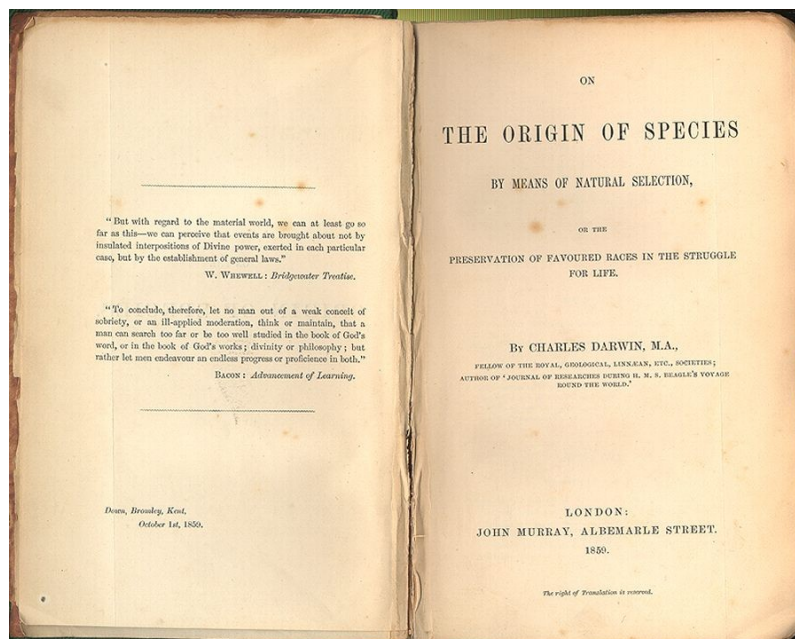 “But with regard to the material world, we can at least go so
far as this—we can perceive that events are brought about not by
insulated interpositions of Divine power, exerted in each particular
case, but by the establishment of general laws.”
W. Whewell: Bridgewater Treatise.
“To conclude, therefore, let no man out of a weak conceit of
sobriety, or an ill-applied moderation, think or maintain, that a
man can search too far or be too well studied in the book of God's
word, or in the book of God's works; divinity or philosophy; but
rather let men endeavour an endless progress or proficience in both.”
Bacon: Advancement of Learning.
Down, Bromley, Kent,
October 1st, 1859.
ON
THE ORIGIN OF SPECIES
BY MEANS OF NATURAL SELECTION,
OR THE
PRESERVATION OF FAVOURED RACES IN THE STRUGGLE
FOR LIFE.
By CHARLES DARWIN, M.A.,
FELLOW OF THE ROYAL, GEOLOGICAL, LINNÆAN, ETC., SOCIETIES;
AUTHOR OF ‘JOURNAL OF RESEARCHES DURING H. M. S. BEAGLE'S VOYAGE
ROUND THE WORLD.’
LONDON:
JOHN MURRAY, ALBEMARLE STREET.
1859.
The right of Translation is reserved.